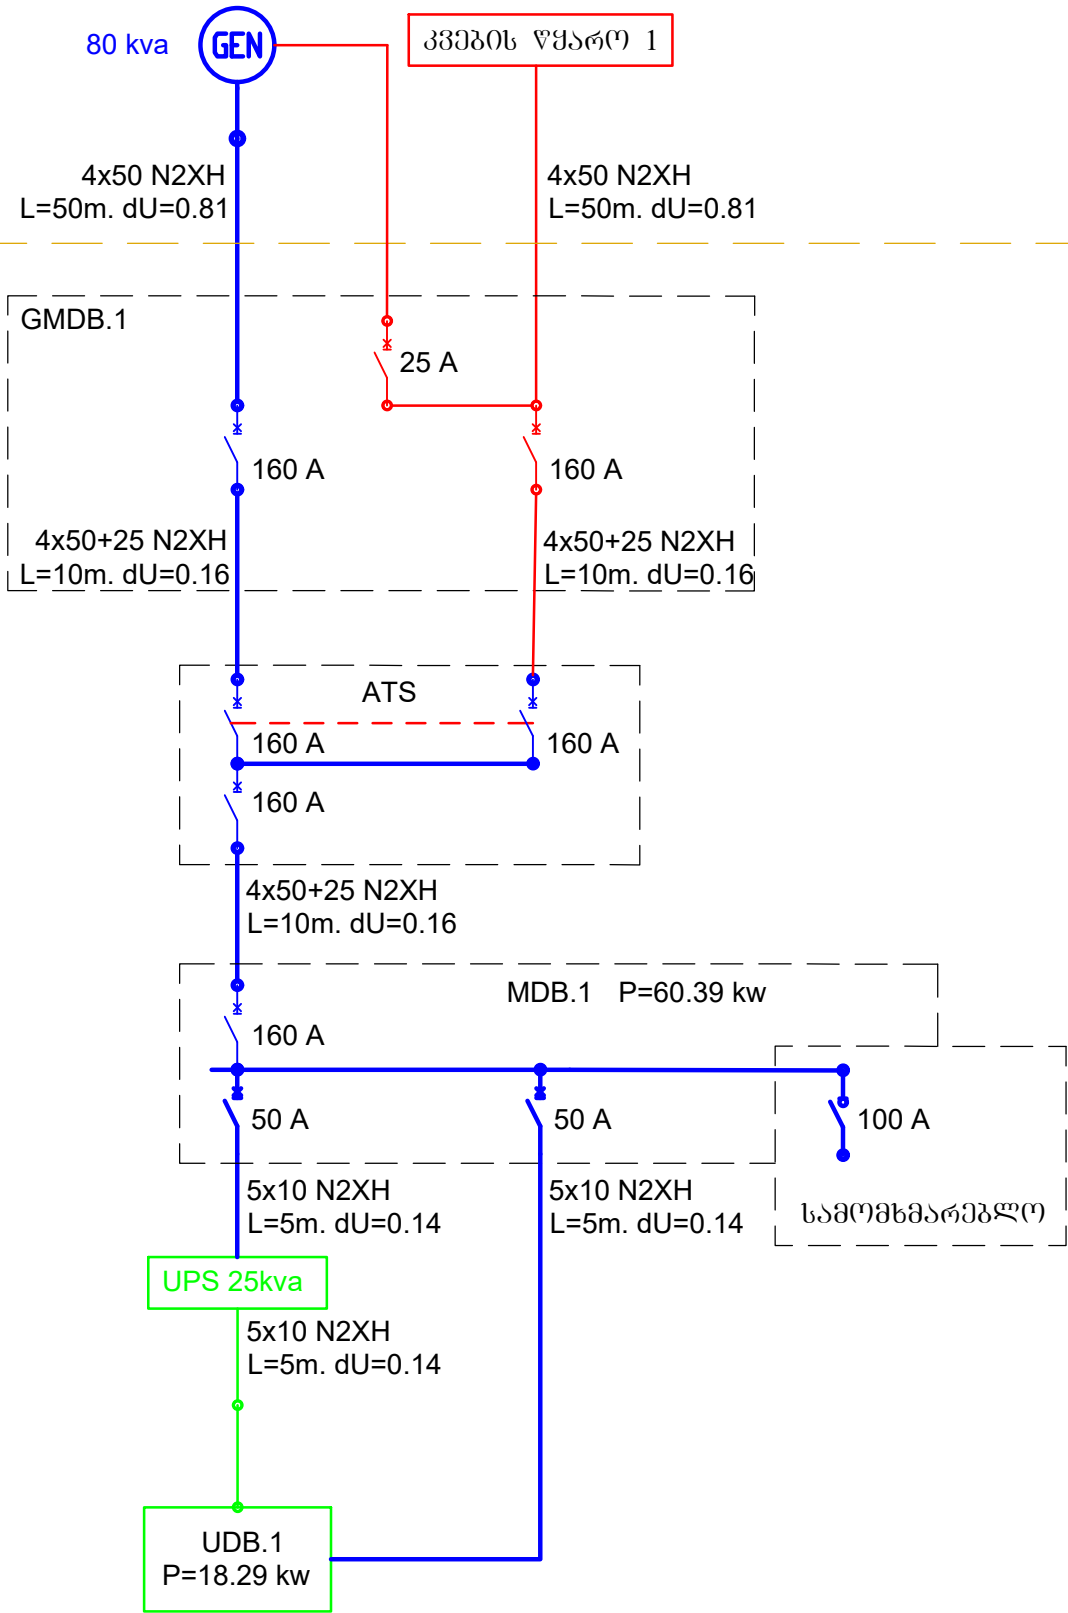 80 kva
GEN
კვების წყარო 1
4x50 N2XH
L=50m. dU=0.81
4x50 N2XH
L=50m. dU=0.81
GMDB.1
25 A
160 A
160 A
4x50+25 N2XH
L=10m. dU=0.16
4x50+25 N2XH
L=10m. dU=0.16
ATS
160 A
160 A
160 A
4x50+25 N2XH
L=10m. dU=0.16
MDB.1 P=60.39 kw
160 A
50 A
50 A
100 A
5x10 N2XH
L=5m. dU=0.14
5x10 N2XH
L=5m. dU=0.14
სამომხმარებლო
UPS 25kva
5x10 N2XH
L=5m. dU=0.14
UDB.1
P=18.29 kw